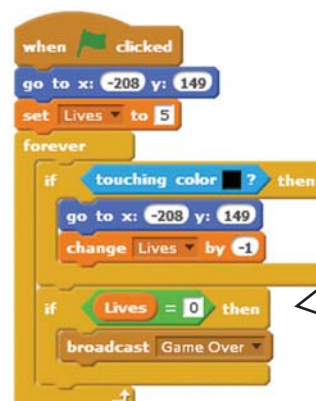 when clicked
go to x: -208 y: 149
set Lives to 5
forever
if touching color ? then
go to x: -208 y: 149
change Lives by -1
if Lives = 0 then
broadcast Game Over